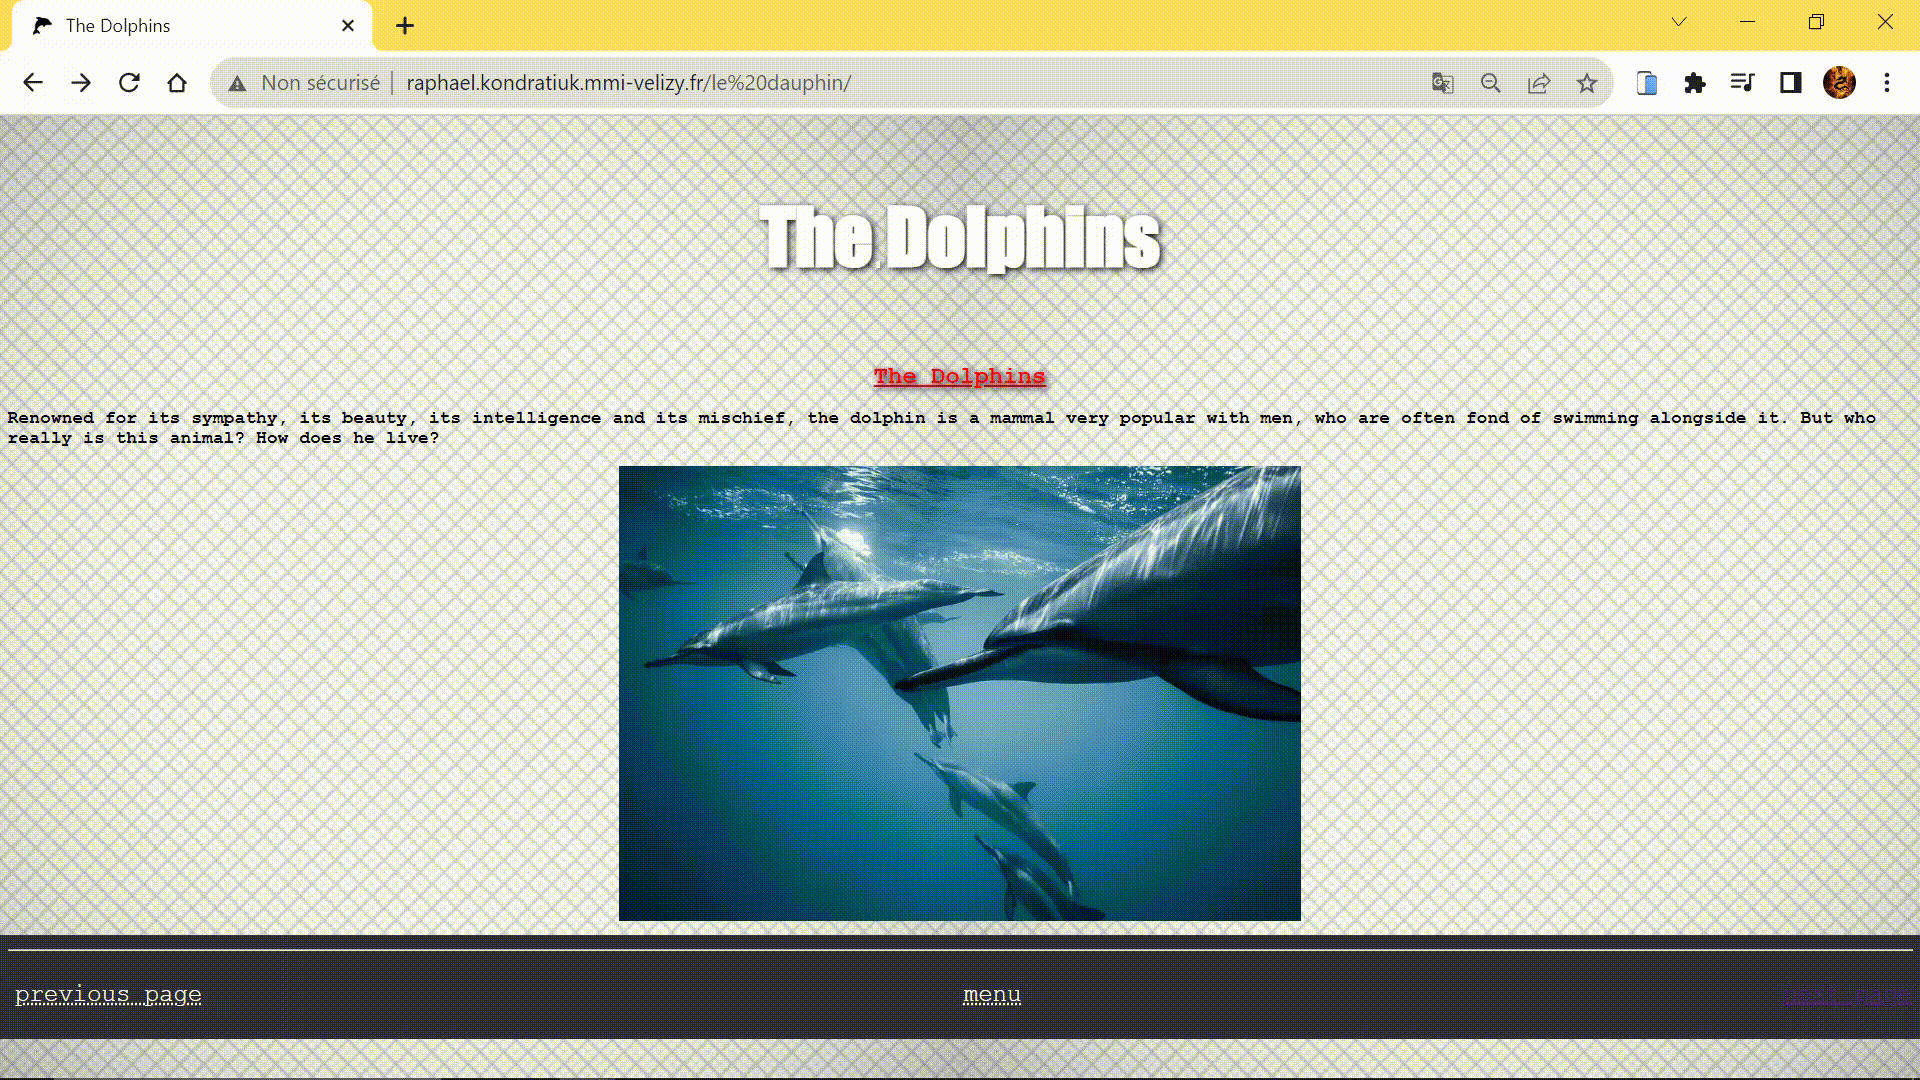 The Dolphins
Non sécurisé | raphael.kondratiuk.mmi-velizy.fr/le%20dauphin/
The Dolphins
The Dolphins
Renowned for its sympathy, its beauty, its intelligence and its mischief, the dolphin is a mammal very popular with men, who are often fond of swimming alongside it. But who
really is this animal? How does he live?
previous page menu next page